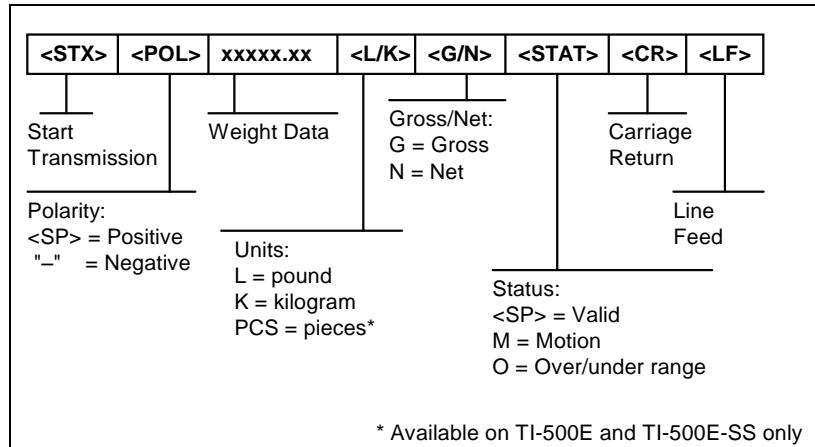 <STX> <POL> xxxxx.xx <L/K> <G/N> <STAT> <CR> <LF>
Start
Transmission
Weight Data
Gross/Net:
G = Gross
N = Net
Carriage
Return
Polarity:
<SP> = Positive
"–" = Negative
Units:
L = pound
K = kilogram
PCS = pieces*
Line
Feed
Status:
<SP> = Valid
M = Motion
O = Over/under range
* Available on TI-500E and TI-500E-SS only